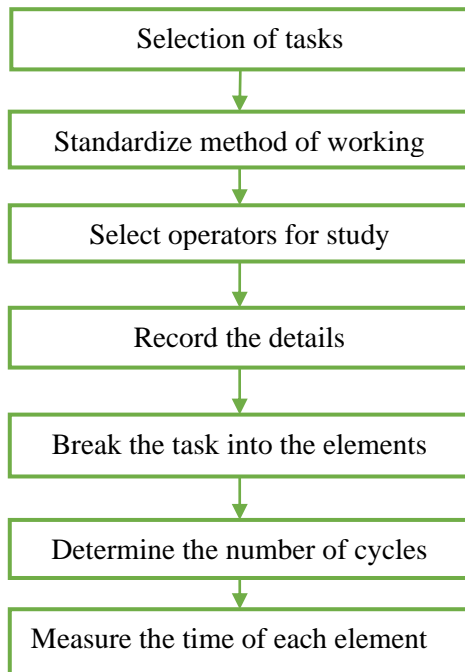 Selection of tasks
Standardize method of working
Select operators for study
Record the details
Break the task into the elements
Determine the number of cycles
Measure the time of each element